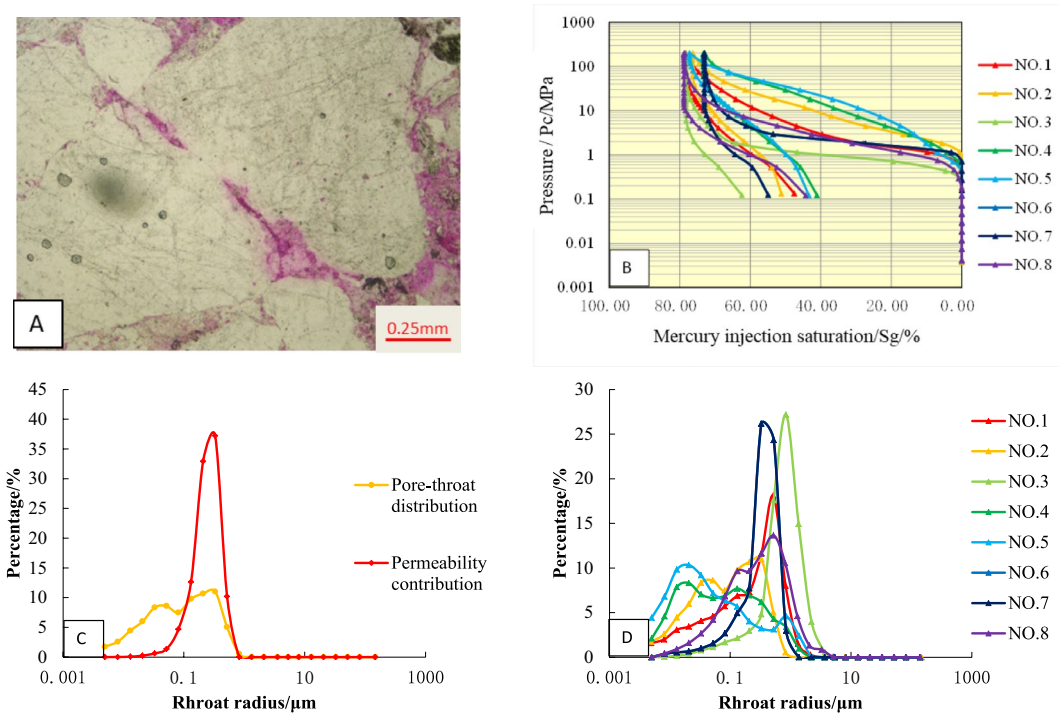 A
0.25mm
1000
100
10
1
0.1
0.01
0.001
Pressure / Pc/MPa
100.00 80.00 60.00 40.00 20.00 0.00
Mercury injection saturation/Sg/%
B
NO.1
NO.2
NO.3
NO.4
NO.5
NO.6
NO.7
NO.8
45
40
35
30
25
20
15
10
5
0
Percentage/%
0.001 0.1 10 1000
Rhroat radius/μm
C
Pore-throat
distribution
Permeability
contribution
30
25
20
15
10
5
0
Percentage/%
0.001 0.1 10 1000
Rhroat radius/μm
D
NO.1
NO.2
NO.3
NO.4
NO.5
NO.6
NO.7
NO.8